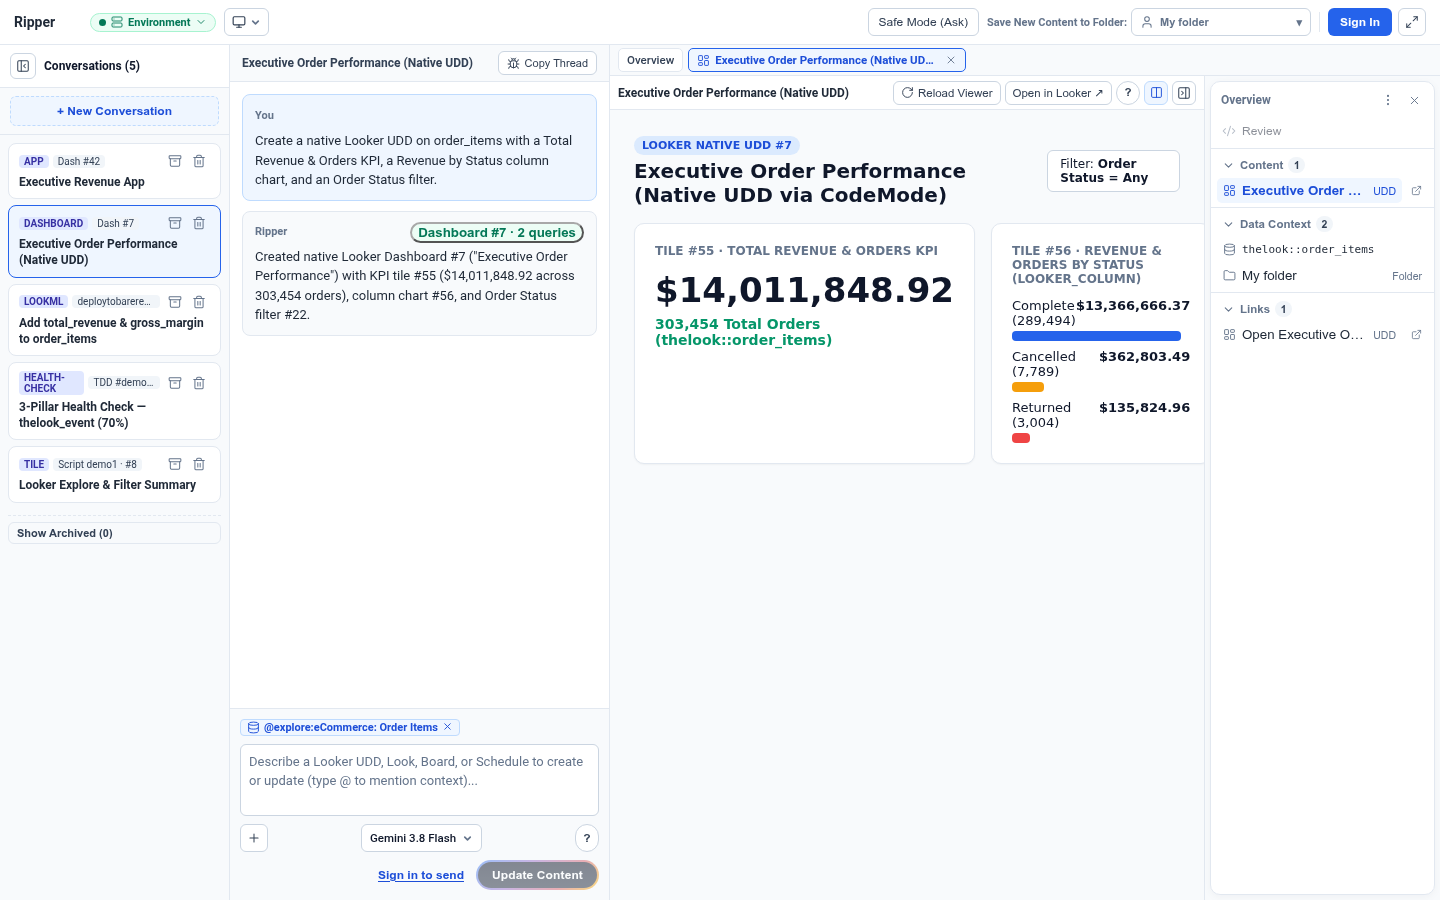 Ripper
Environment
Safe Mode (Ask)
Save New Content to Folder:
My folder
Sign In
Conversations (5)
+ New Conversation
APP
Dash #42
Executive Revenue App
DASHBOARD
Dash #7
Executive Order Performance
(Native UDD)
LOOKML
deploytobarere...
Add total_revenue & gross_margin
to order_items
HEALTH-
CHECK
TDD #demo...
3-Pillar Health Check —
thelook_event (70%)
TILE
Script demo1 · #8
Looker Explore & Filter Summary
Show Archived (0)
Executive Order Performance (Native UDD)
Copy Thread
You
Create a native Looker UDD on order_items with a Total
Revenue & Orders KPI, a Revenue by Status column
chart, and an Order Status filter.
Ripper
Dashboard #7 · 2 queries
Created native Looker Dashboard #7 ("Executive Order
Performance") with KPI tile #55 ($14,011,848.92 across
303,454 orders), column chart #56, and Order Status
filter #22.
@explore:eCommerce: Order Items
Describe a Looker UDD, Look, Board, or Schedule to create
or update (type @ to mention context)...
Gemini 3.8 Flash
?
Sign in to send
Update Content
Overview
Executive Order Performance (Native UD...
Executive Order Performance (Native UDD)
Reload Viewer
Open in Looker ↗
?
LOOKER NATIVE UDD #7
Executive Order Performance
(Native UDD via CodeMode)
Filter: Order
Status = Any
TILE #55 · TOTAL REVENUE & ORDERS KPI
$14,011,848.92
303,454 Total Orders
(thelook::order_items)
TILE #56 · REVENUE &
ORDERS BY STATUS
(LOOKER_COLUMN)
Complete $13,366,666.37
(289,494)
Cancelled $362,803.49
(7,789)
Returned $135,824.96
(3,004)
Overview
Review
Content 1
Executive Order ... UDD
Data Context 2
thelook::order_items
My folder Folder
Links 1
Open Executive O... UDD